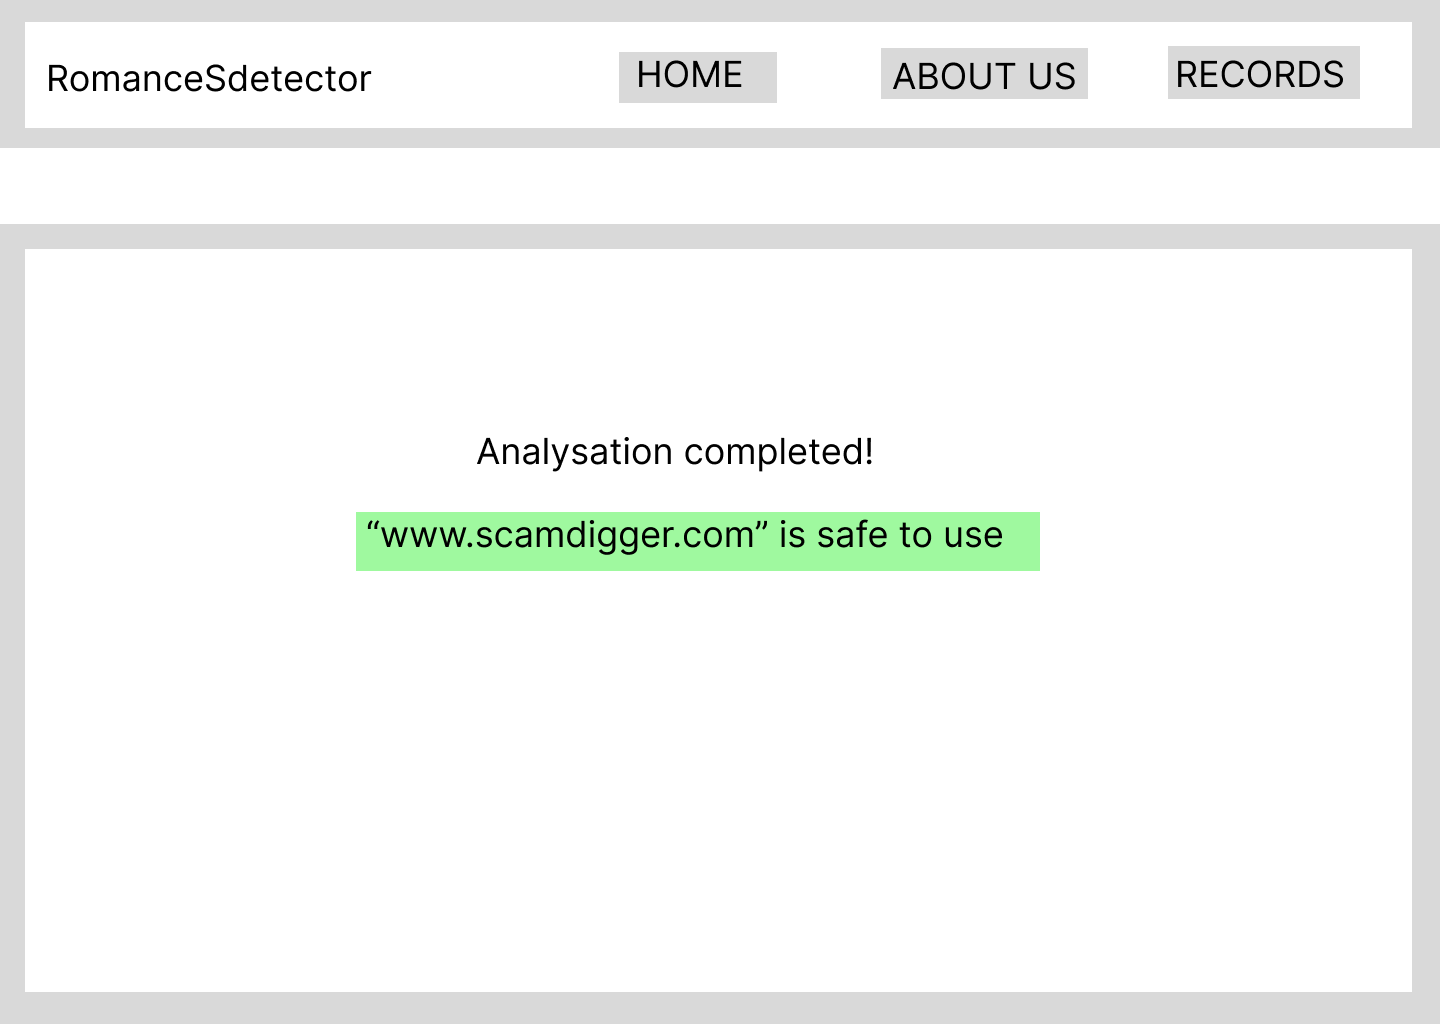 RomanceSdetector
HOME
ABOUT US
RECORDS
Analysation completed!
“www.scamdigger.com” is safe to use